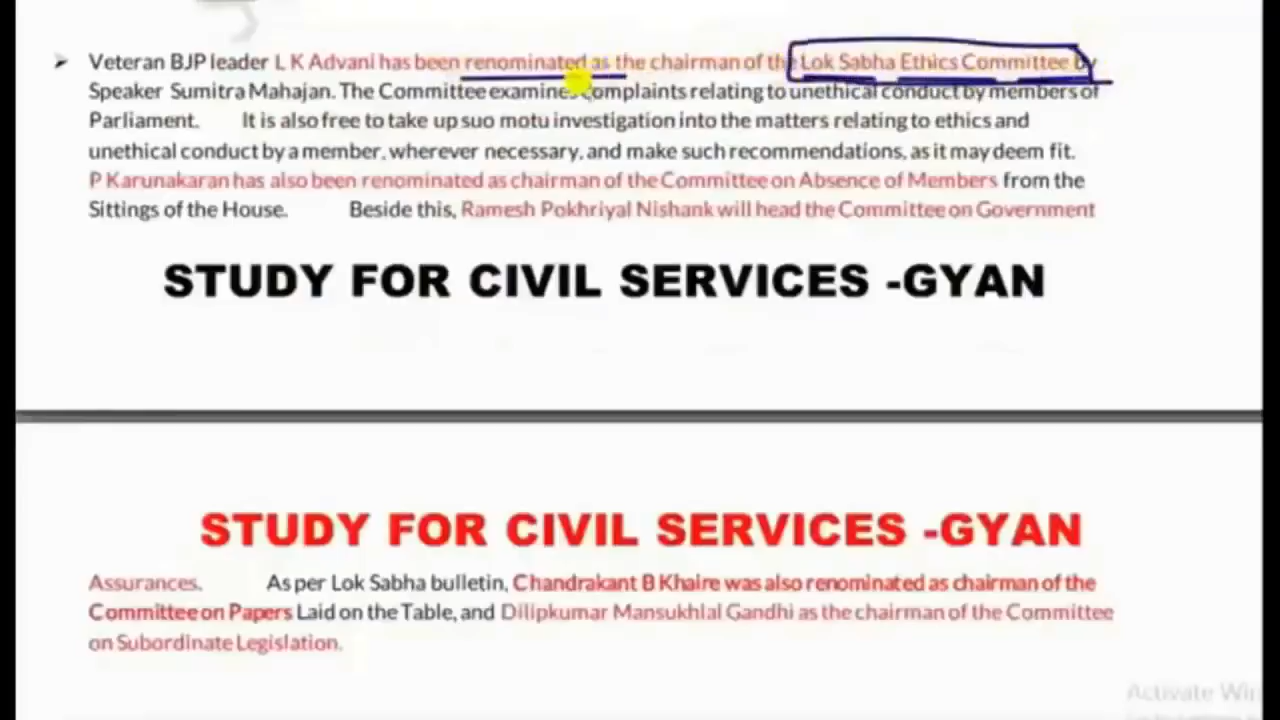 Veteran BJP leader L K Advani has been renominated as the chairman of the Lok Sabha Ethics Committee by
Speaker Sumitra Mahajan. The Committee examines complaints relating to unethical conduct by members of
Parliament. It is also free to take up suo motu investigation into the matters relating to ethics and
unethical conduct by a member, wherever necessary, and make such recommendations, as it may deem fit.
P Karunakaran has also been renominated as chairman of the Committee on Absence of Members from the
Sittings of the House. Beside this, Ramesh Pokhriyal Nishank will head the Committee on Government
STUDY FOR CIVIL SERVICES -GYAN
STUDY FOR CIVIL SERVICES -GYAN
Assurances. As per Lok Sabha bulletin, Chandrakant B Khaire was also renominated as chairman of the
Committee on Papers Laid on the Table, and Dilipkumar Mansukhlal Gandhi as the chairman of the Committee
on Subordinate Legislation.
Activate Win